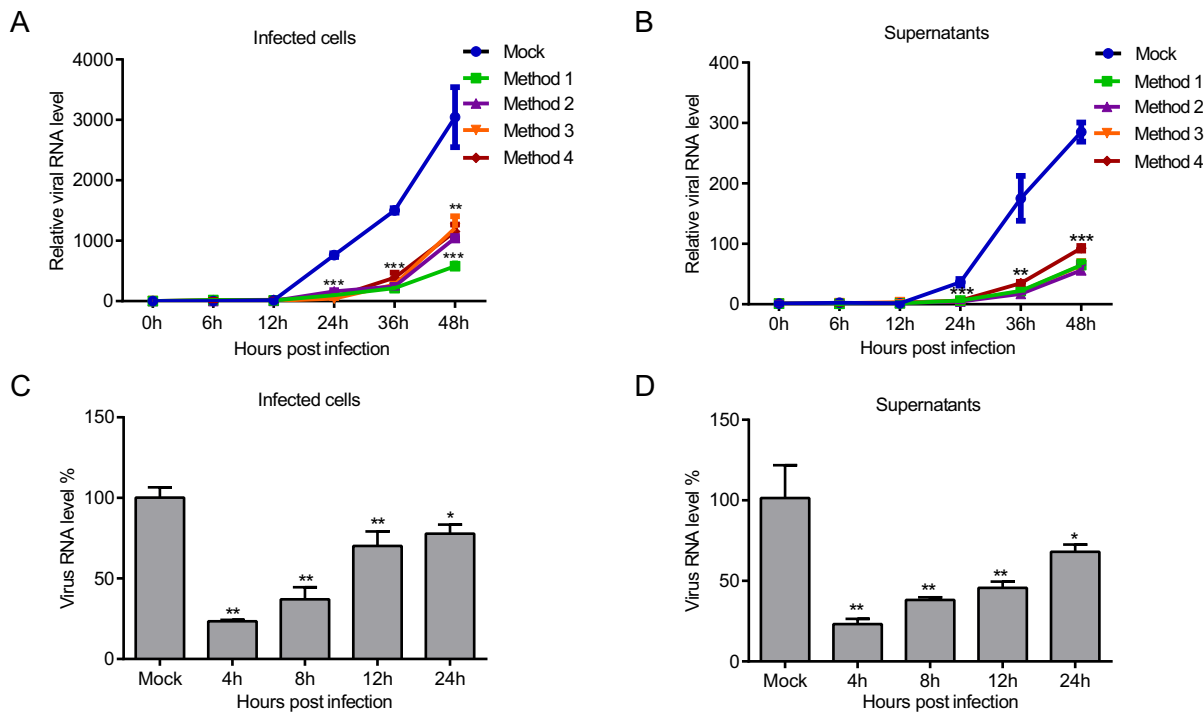 A
Infected cells
Relative viral RNA level
4000
3000
2000
1000
0
0h 6h 12h 24h 36h 48h
Hours post infection
*** *** ** ***
Mock
Method 1
Method 2
Method 3
Method 4
B
Supernatants
Relative viral RNA level
400
300
200
100
0
0h 6h 12h 24h 36h 48h
Hours post infection
*** ** ***
Mock
Method 1
Method 2
Method 3
Method 4
C
Infected cells
Virus RNA level %
150
100
50
0
** ** ** *
Mock 4h 8h 12h 24h
Hours post infection
D
Supernatants
Virus RNA level %
150
100
50
0
** ** ** *
Mock 4h 8h 12h 24h
Hours post infection